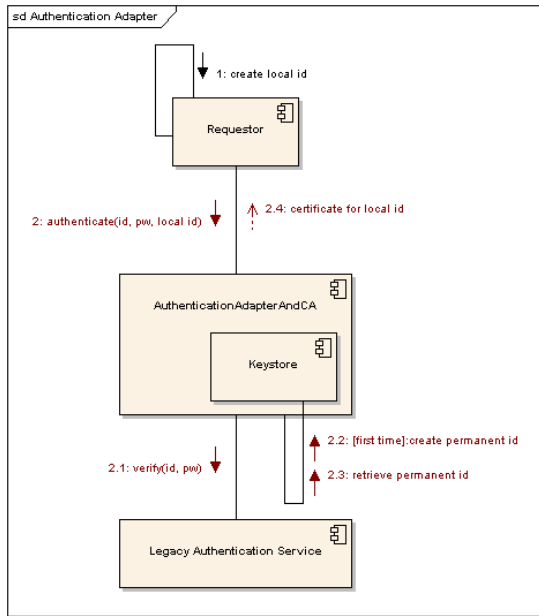 sd Authentication Adapter
1: create local id
Requestor
2: authenticate(id, pw, local id)
2.4: certificate for local id
AuthenticationAdapterAndCA
Keystore
2.2: [first time]:create permanent id
2.1: verify(id, pw)
2.3: retrieve permanent id
Legacy Authentication Service